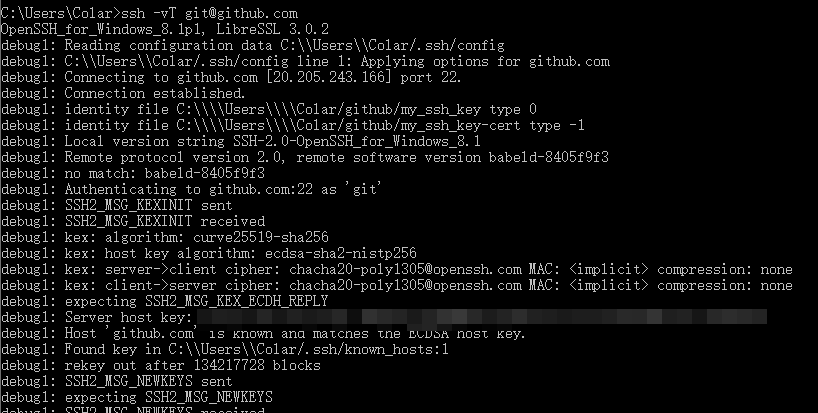 C:\Users\Colar>ssh -vT git@github.com
OpenSSH_for_Windows_8.1p1, LibreSSL 3.0.2
debug1: Reading configuration data C:\\Users\\Colar/.ssh/config
debug1: C:\\Users\\Colar/.ssh/config line 1: Applying options for github.com
debug1: Connecting to github.com [20.205.243.166] port 22.
debug1: Connection established.
debug1: identity file C:\\\\Users\\\\Colar/github/my_ssh_key type 0
debug1: identity file C:\\\\Users\\\\Colar/github/my_ssh_key-cert type -1
debug1: Local version string SSH-2.0-OpenSSH_for_Windows_8.1
debug1: Remote protocol version 2.0, remote software version babeld-8405f9f3
debug1: no match: babeld-8405f9f3
debug1: Authenticating to github.com:22 as 'git'
debug1: SSH2_MSG_KEXINIT sent
debug1: SSH2_MSG_KEXINIT received
debug1: kex: algorithm: curve25519-sha256
debug1: kex: host key algorithm: ecdsa-sha2-nistp256
debug1: kex: server->client cipher: chacha20-poly1305@openssh.com MAC: <implicit> compression: none
debug1: kex: client->server cipher: chacha20-poly1305@openssh.com MAC: <implicit> compression: none
debug1: expecting SSH2_MSG_KEX_ECDH_REPLY
debug1: Server host key:
debug1: Host 'github.com' is known and matches the ECDSA host key.
debug1: Found key in C:\\Users\\Colar/.ssh/known_hosts:1
debug1: rekey out after 134217728 blocks
debug1: SSH2_MSG_NEWKEYS sent
debug1: expecting SSH2_MSG_NEWKEYS
debug1: SSH2_MSG_NEWKEYS received